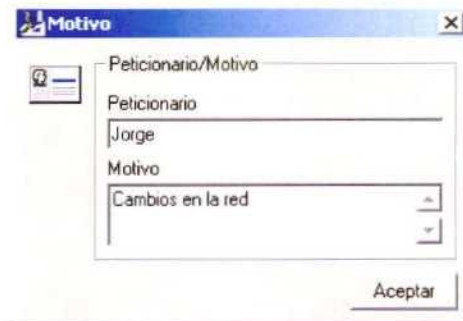 Motivo
Peticionario/Motivo
Peticionario
Jorge
Motivo
Cambios en la red
Aceptar